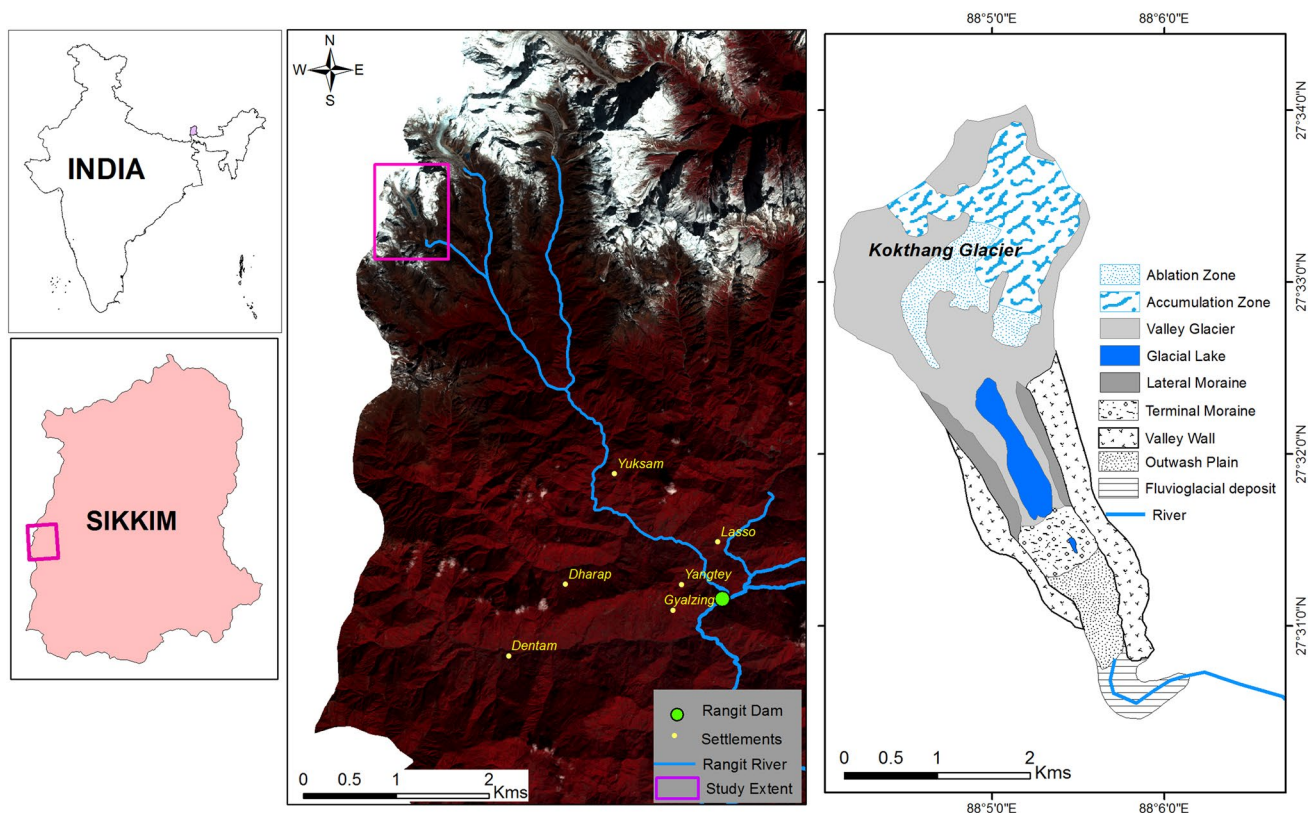 INDIA
SIKKIM
N
W E
S
Yuksam
Lasso
Dharap
Yangtey
Gyalzing
Dentam
Rangit Dam
Settlements
Rangit River
Study Extent
0 0.5 1 2
Kms
88°5'0"E 88°6'0"E
27°34'0"N
27°33'0"N
27°32'0"N
27°31'0"N
Kokthang Glacier
Ablation Zone
Accumulation Zone
Valley Glacier
Glacial Lake
Lateral Moraine
Terminal Moraine
Valley Wall
Outwash Plain
Fluvioglacial deposit
River
0 1 2
Kms
88°5'0"E 88°6'0"E